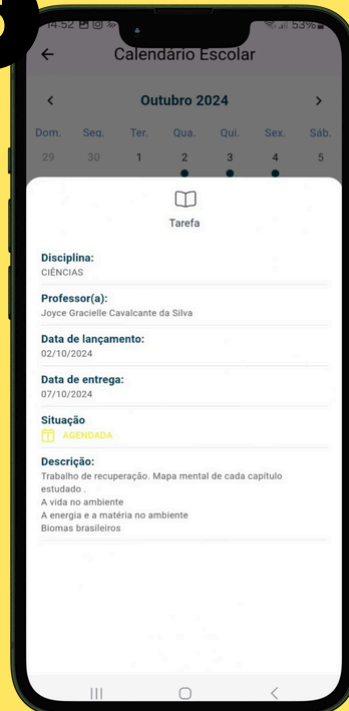 14:52
53%
Calendário Escolar
Outubro 2024
Dom. Seg. Ter. Qua. Qui. Sex. Sáb.
29 30 1 2 3 4 5
Tarefa
Disciplina:
CIÊNCIAS
Professor(a):
Joyce Gracielle Cavalcante da Silva
Data de lançamento:
02/10/2024
Data de entrega:
07/10/2024
Situação
AGENDADA
Descrição:
Trabalho de recuperação. Mapa mental de cada capítulo
estudado .
A vida no ambiente
A energia e a matéria no ambiente
Biomas brasileiros